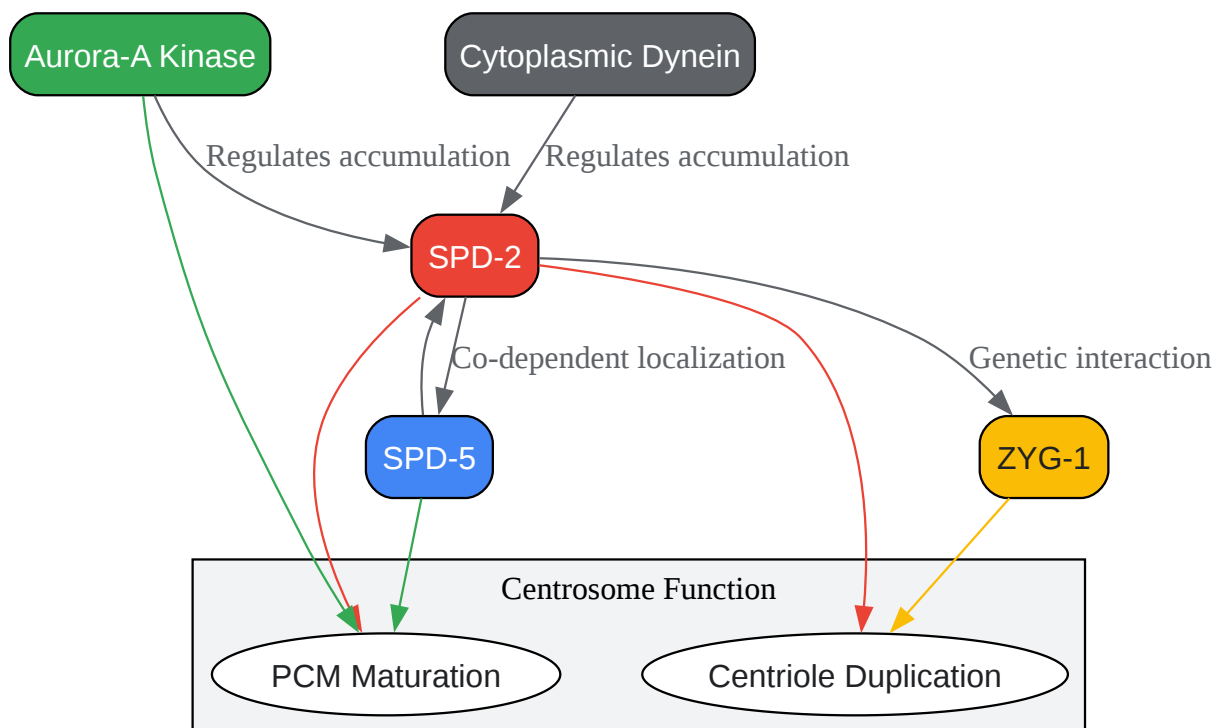 Aurora-A Kinase
Cytoplasmic Dynein
Regulates accumulation
Regulates accumulation
SPD-2
Co-dependent localization
Genetic interaction
SPD-5
ZYG-1
Centrosome Function
PCM Maturation
Centriole Duplication